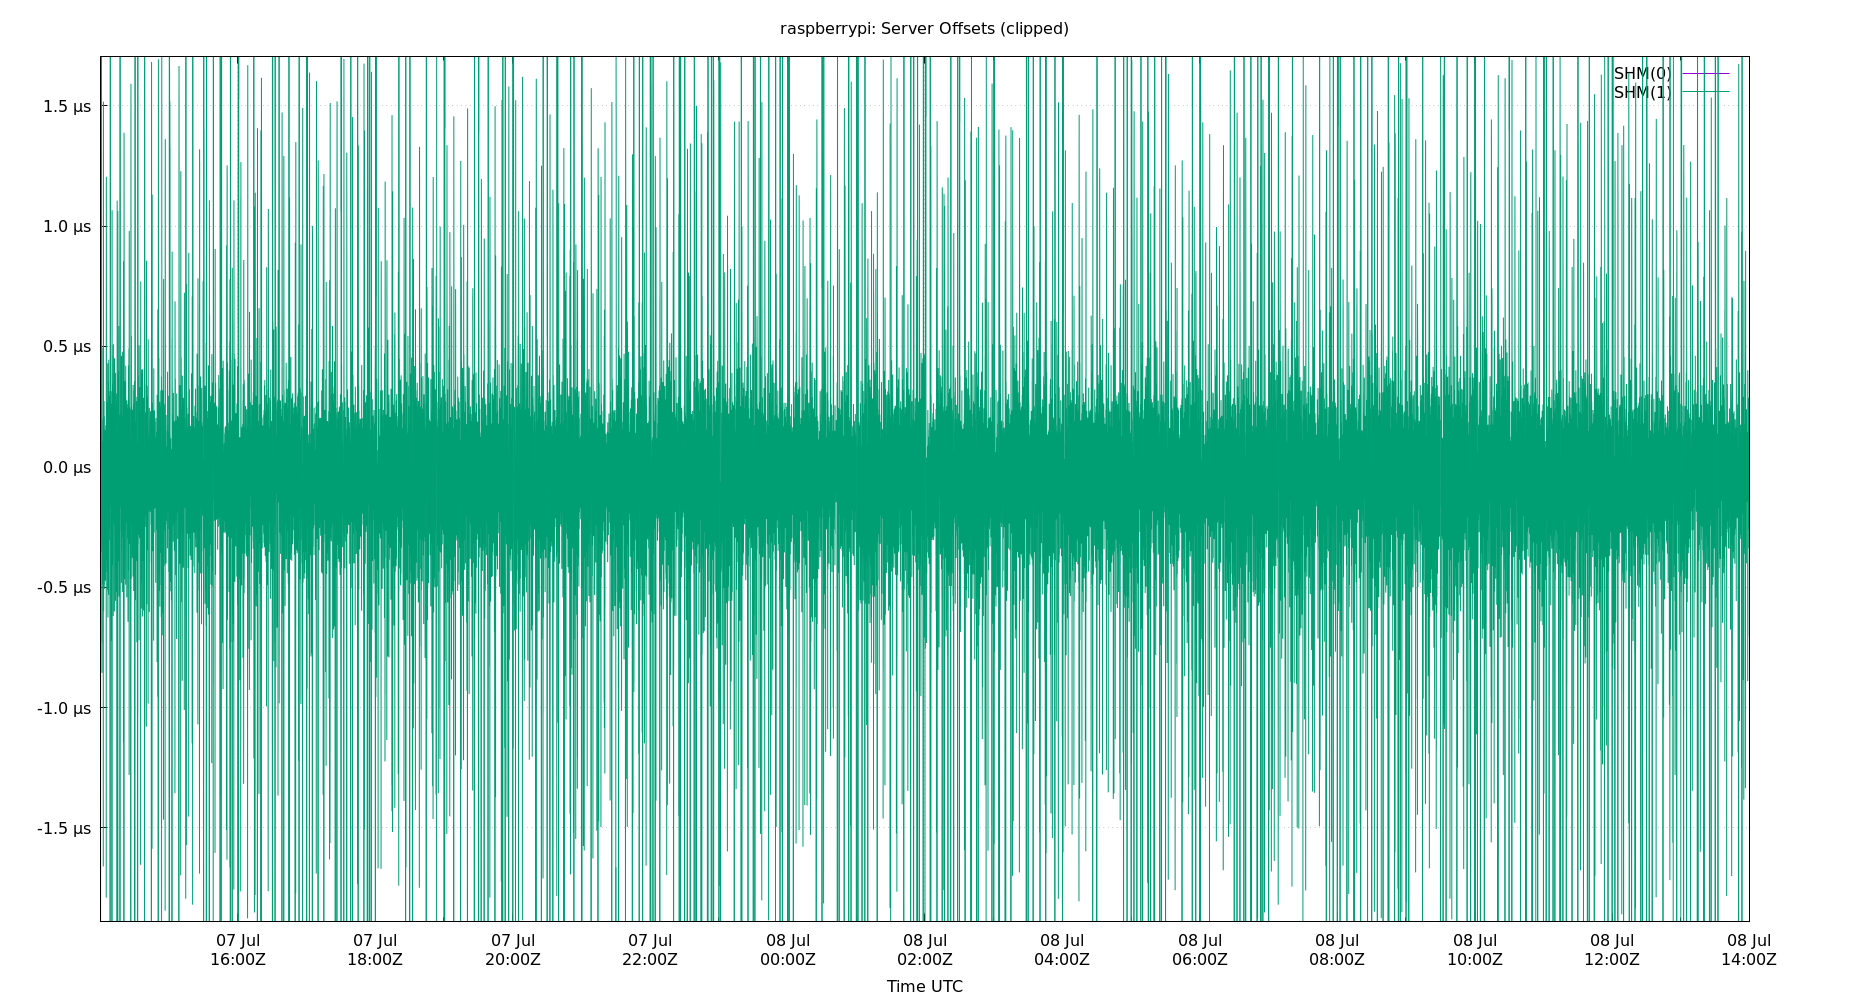 raspberrypi: Server Offsets (clipped)
SHM(0)
SHM(1)
1.5 µs
1.0 µs
0.5 µs
0.0 µs
-0.5 µs
-1.0 µs
-1.5 µs
07 Jul 07 Jul 07 Jul 07 Jul 08 Jul 08 Jul 08 Jul 08 Jul 08 Jul 08 Jul 08 Jul 08 Jul
16:00Z 18:00Z 20:00Z 22:00Z 00:00Z 02:00Z 04:00Z 06:00Z 08:00Z 10:00Z 12:00Z 14:00Z
Time UTC